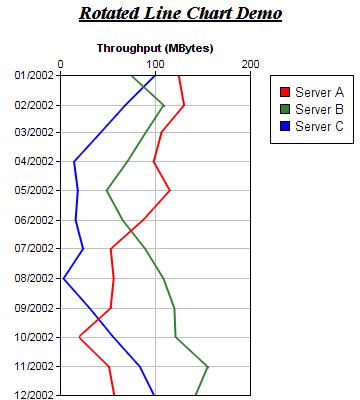 Rotated Line Chart Demo
Throughput (MBytes)
0 100 200
01/2002
02/2002
03/2002
04/2002
05/2002
06/2002
07/2002
08/2002
09/2002
10/2002
11/2002
12/2002
Server A
Server B
Server C